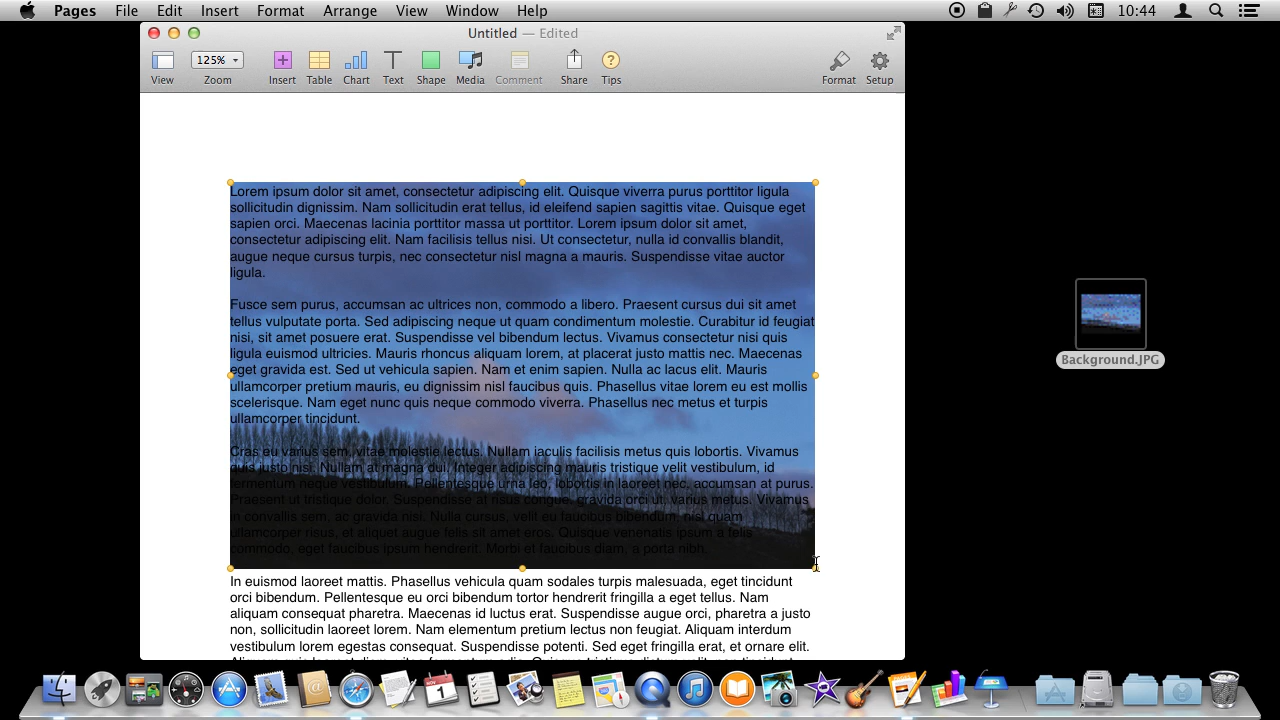 Pages File Edit Insert Format Arrange View Window Help 10:44
Untitled — Edited
125%
View Zoom Insert Table Chart Text Shape Media Comment Share Tips Format Setup
Lorem ipsum dolor sit amet, consectetur adipiscing elit. Quisque viverra purus porttitor ligula
sollicitudin dignissim. Nam sollicitudin erat tellus, id eleifend sapien sagittis vitae. Quisque eget
sapien orci. Maecenas lacinia porttitor massa ut porttitor. Lorem ipsum dolor sit amet,
consectetur adipiscing elit. Nam facilisis tellus nisi. Ut consectetur, nulla id convallis blandit,
augue neque cursus turpis, nec consectetur nisl magna a mauris. Suspendisse vitae auctor
ligula.
Fusce sem purus, accumsan ac ultrices non, commodo a libero. Praesent cursus dui sit amet
tellus vulputate porta. Sed adipiscing neque ut quam condimentum molestie. Curabitur id feugiat
nisi, sit amet posuere erat. Suspendisse vel bibendum lectus. Vivamus consectetur nisi quis
ligula euismod ultricies. Mauris rhoncus aliquam lorem, at placerat justo mattis nec. Maecenas
eget gravida est. Sed ut vehicula sapien. Nam et enim sapien. Nulla ac lacus elit. Mauris
ullamcorper pretium mauris, eu dignissim nisl faucibus quis. Phasellus vitae lorem eu est mollis
scelerisque. Nam eget nunc quis neque commodo viverra. Phasellus nec metus et turpis
ullamcorper tincidunt.
Cras eu varius sem, vitae molestie lectus. Nullam iaculis facilisis metus quis lobortis. Vivamus
quis justo nisi. Nullam at magna dui. Integer adipiscing mauris tristique velit vestibulum, id
fermentum neque vestibulum. Pellentesque urna leo, lobortis in laoreet nec, accumsan at purus.
Praesent ut tristique dolor. Suspendisse at risus congue, gravida orci ut, varius metus. Vivamus
in convallis sem, ac gravida nisl. Nulla cursus, velit eu faucibus bibendum, nisl quam
ullamcorper risus, et aliquet augue felis sit amet eros. Quisque venenatis ipsum a felis
commodo, eget faucibus ipsum hendrerit. Morbi et faucibus diam, a porta nibh.
In euismod laoreet mattis. Phasellus vehicula quam sodales turpis malesuada, eget tincidunt
orci bibendum. Pellentesque eu orci bibendum tortor hendrerit fringilla a eget tellus. Nam
aliquam consequat pharetra. Maecenas id luctus erat. Suspendisse augue orci, pharetra a justo
non, sollicitudin laoreet lorem. Nam elementum pretium lectus non feugiat. Aliquam interdum
vestibulum lorem egestas consequat. Suspendisse potenti. Sed eget fringilla erat, et ornare elit.
Background.JPG